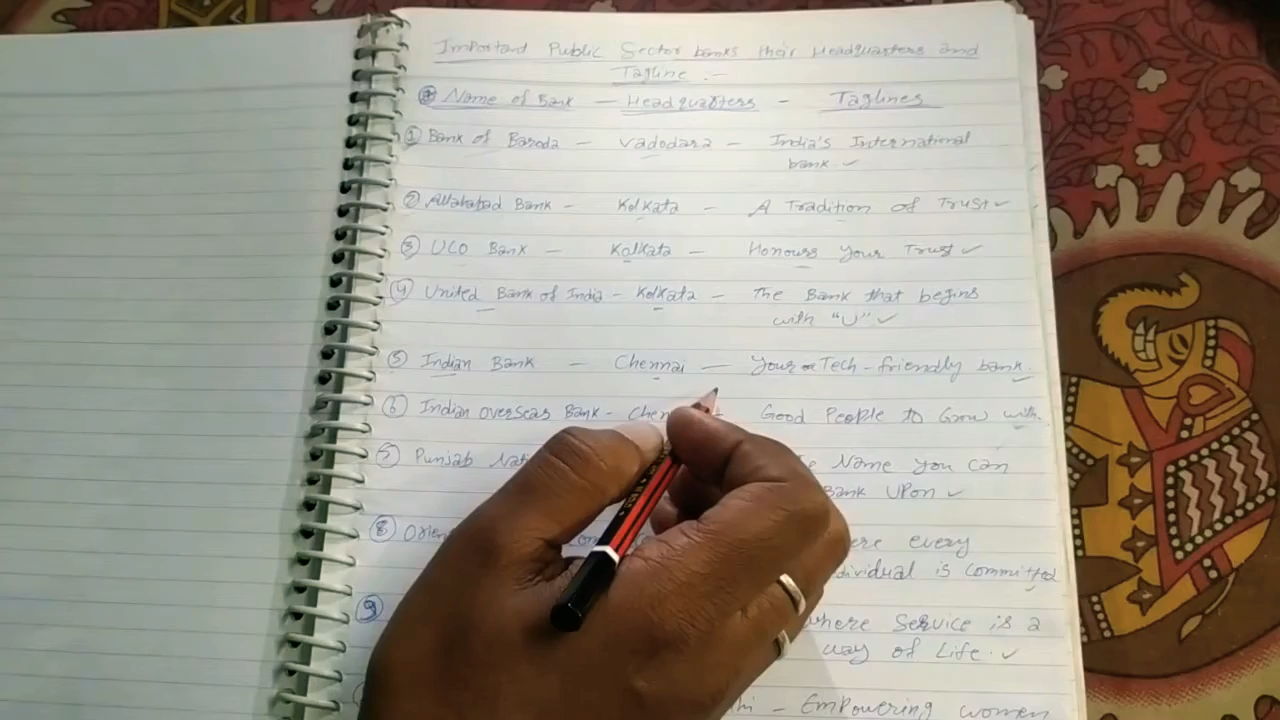 Important Public Sector banks their Headquarters and
Tagline :-
Name of Bank — Headquarters - Taglines
① Bank of Baroda — Vadodara — India's International
bank ✓
② Allahabad Bank - Kolkata - A Tradition of Trust ✓
③ UCO Bank — Kolkata — Honours Your Trust ✓
④ United Bank of India - Kolkata - The Bank that begins
with "U" ✓
⑤ Indian Bank — Chennai — Your Tech-friendly bank.
⑥ Indian Overseas Bank - Good People to Grow with
Punjab Name you can
Bank Upon ✓
⑧ every
is committed
⑨ where Service is a
way of Life. ✓
- Empowering women